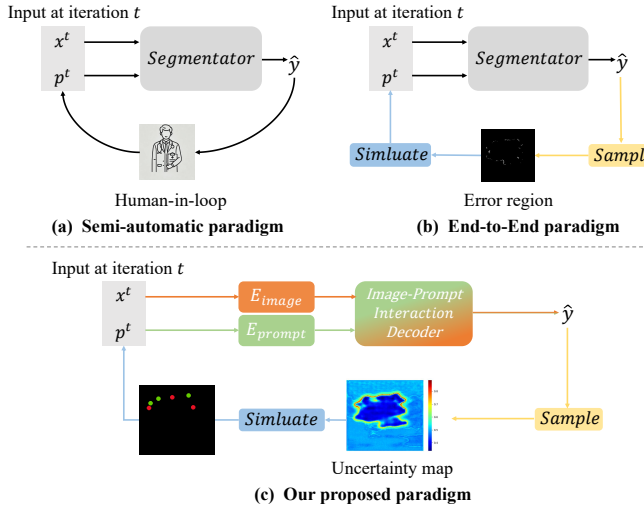 Input at iteration t
x^t
p^t
Segmentator
ŷ
Human-in-loop
(a) Semi-automatic paradigm
Input at iteration t
x^t
p^t
Segmentator
ŷ
Simluate
Sample
Error region
(b) End-to-End paradigm
Input at iteration t
x^t
E_image
p^t
E_prompt
Image-Prompt
Interaction
Decoder
ŷ
Simluate
Sample
Uncertainty map
(c) Our proposed paradigm